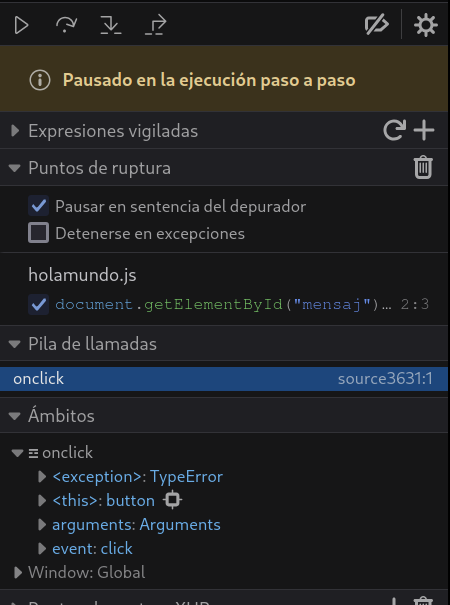 Pausado en la ejecución paso a paso
Expresiones vigiladas
Puntos de ruptura
Pausar en sentencia del depurador
Detenerse en excepciones
holamundo.js
document.getElementById("mensaj")… 2:3
Pila de llamadas
onclick source3631:1
Ámbitos
onclick
<exception>: TypeError
<this>: button
arguments: Arguments
event: click
Window: Global